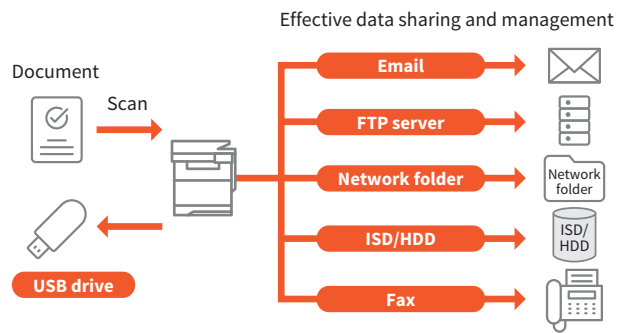 Effective data sharing and management
Document
Scan
USB drive
Email
FTP server
Network folder
Network
folder
ISD/HDD
ISD/
HDD
Fax